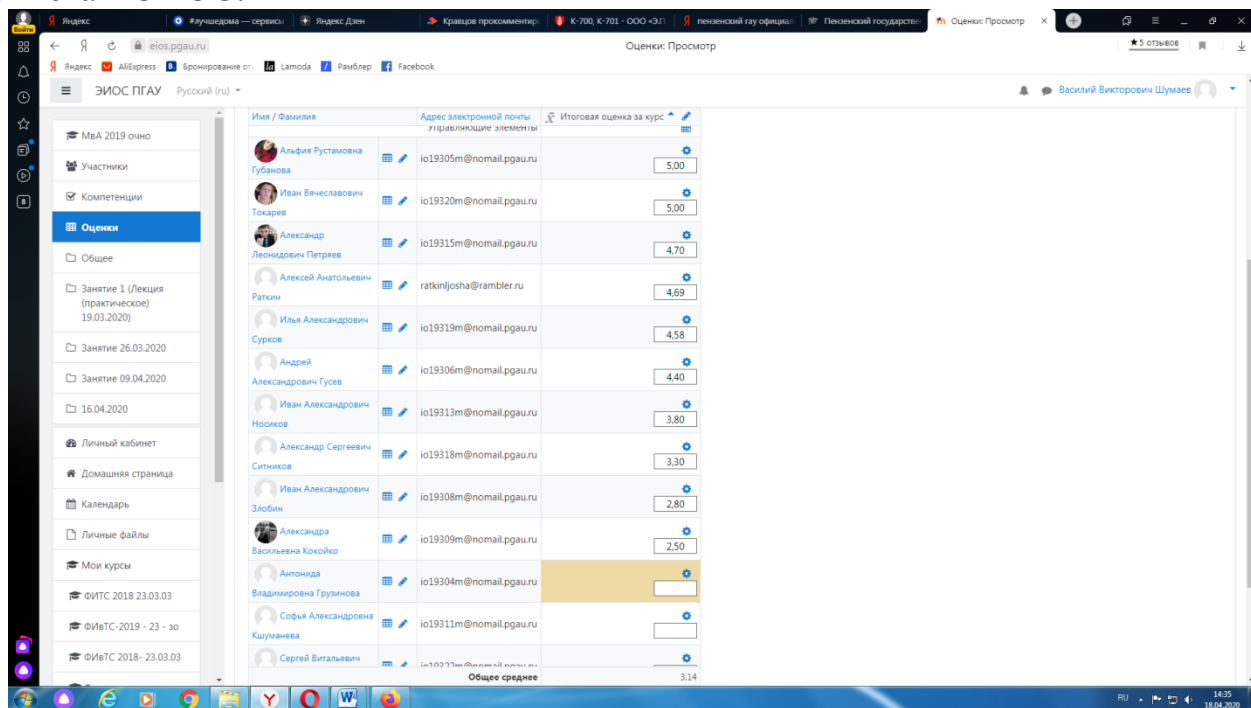 Яндекс
#лучшедома — сервисы
Яндекс Дзен
Кравцов прокомментир
К-700, К-701 - ООО «Э.П.
пензенский гау официал
Пензенский государстве
Оценки: Просмотр
Войти
eios.pgau.ru
Оценки: Просмотр
★5 отзывов
Яндекс AliExpress Бронирование от Lamoda Рамблер Facebook
ЭИОС ПГАУ Русский (ru)
Василий Викторович Шумаев
МвА 2019 очно
Участники
Компетенции
Оценки
Общее
Занятие 1 (Лекция
(практическое)
19.03.2020)
Занятие 26.03.2020
Занятие 09.04.2020
16.04.2020
Личный кабинет
Домашняя страница
Календарь
Личные файлы
Мои курсы
ФИТС 2018 23.03.03
ФИвТС-2019 - 23 - зо
ФИвТС 2018- 23.03.03
Имя / Фамилия Адрес электронной почты Итоговая оценка за курс
Управляющие элементы
Альфия Рустамовна
Губанова
io19305m@nomail.pgau.ru
5,00
Иван Вячеславович
Токарев
io19320m@nomail.pgau.ru
5,00
Александр
Леонидович Петряев
io19315m@nomail.pgau.ru
4,70
Алексей Анатольевич
Раткин
ratkinljosha@rambler.ru
4,69
Илья Александрович
Сурков
io19319m@nomail.pgau.ru
4,58
Андрей
Александрович Гусев
io19306m@nomail.pgau.ru
4,40
Иван Александрович
Носиков
io19313m@nomail.pgau.ru
3,80
Александр Сергеевич
Ситников
io19318m@nomail.pgau.ru
3,30
Иван Александрович
Злобин
io19308m@nomail.pgau.ru
2,80
Александра
Васильевна Кокойко
io19309m@nomail.pgau.ru
2,50
Антонида
Владимировна Грузинова
io19304m@nomail.pgau.ru
Софья Александровна
Кшуманева
io19311m@nomail.pgau.ru
Сергей Витальевич
io19322m@nomail.pgau.ru
Общее среднее 3,14
RU
14:35
18.04.2020